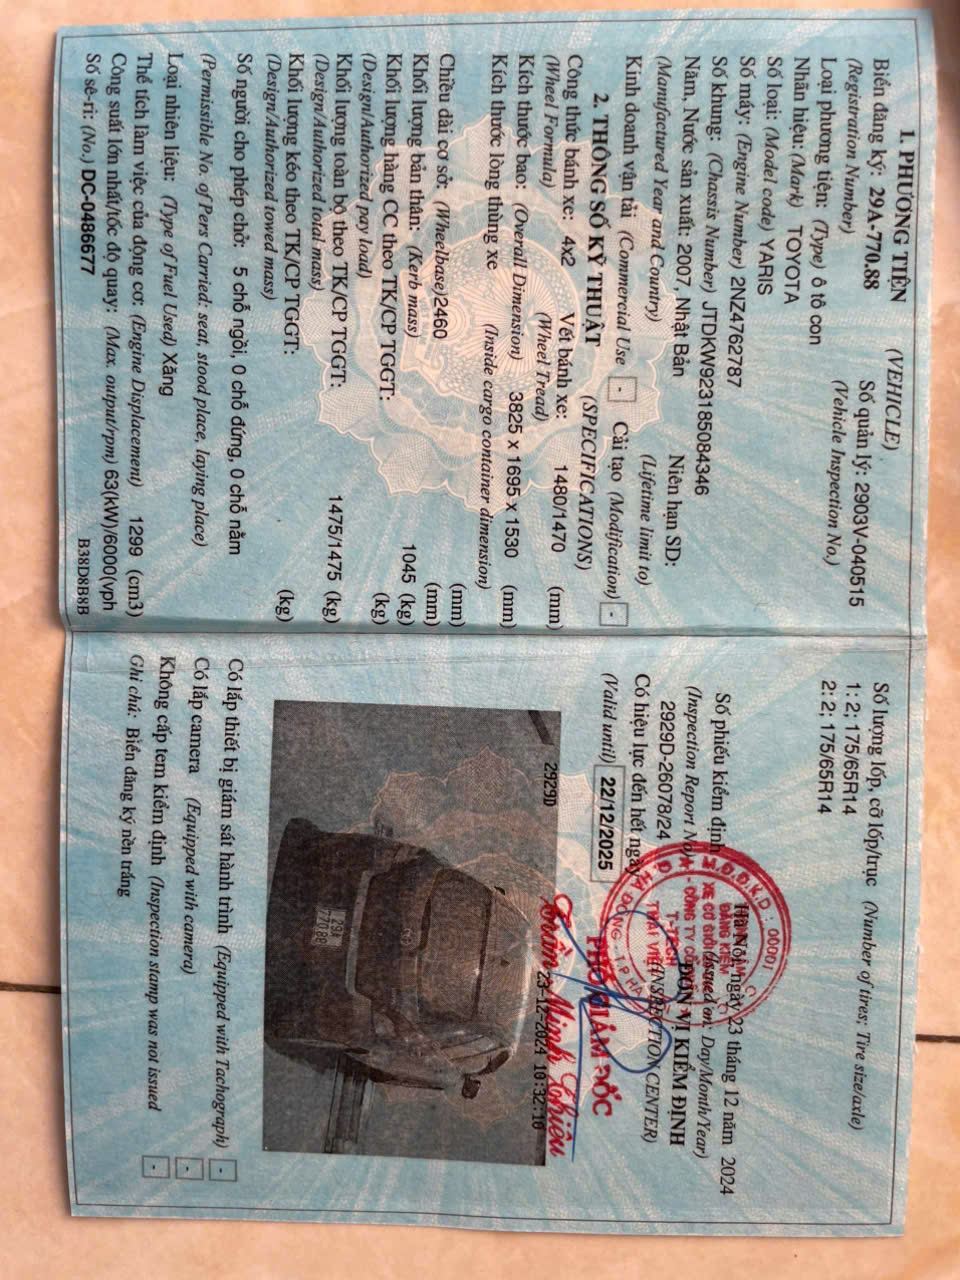 1. PHƯƠNG TIỆN (VEHICLE)
Biển đăng ký: 29A-770.88 Số quản lý: 2903V-040515
(Registration Number) (Vehicle Inspection No.)
Loại phương tiện: (Type) ô tô con
Nhãn hiệu: (Mark) TOYOTA
Số loại: (Model code) YARIS
Số máy: (Engine Number) 2NZ4762787
Số khung: (Chassis Number) JTDKW923185084346
Năm, Nước sản xuất: 2007, Nhật Bản Niên hạn SD:
(Manufactured Year and Country) (Lifetime limit to)
Kinh doanh vận tải (Commercial Use) - Cải tạo (Modification) -
2. THÔNG SỐ KỸ THUẬT (SPECIFICATIONS)
Công thức bánh xe: 4x2 Vết bánh xe: 1480/1470 (mm)
(Wheel Formula) (Wheel Tread)
Kích thước bao: (Overall Dimension) 3825 x 1695 x 1530 (mm)
Kích thước lòng thùng xe (Inside cargo container dimension)
(mm)
Chiều dài cơ sở: (Wheelbase) 2460 (mm)
Khối lượng bản thân: (Kerb mass) 1045 (kg)
Khối lượng hàng CC theo TK/CP TGGT: (kg)
(Design/Authorized pay load)
Khối lượng toàn bộ theo TK/CP TGGT: 1475/1475 (kg)
(Design/Authorized total mass)
Khối lượng kéo theo TK/CP TGGT: (kg)
(Design/Authorized towed mass)
Số người cho phép chở: 5 chỗ ngồi, 0 chỗ đứng, 0 chỗ nằm
(Permissible No. of Pers Carried: seat, stood place, laying place)
Loại nhiên liệu: (Type of Fuel Used) Xăng
Thể tích làm việc của động cơ: (Engine Displacement) 1299 (cm3)
Công suất lớn nhất/tốc độ quay: (Max. output/rpm) 63(kW)/6000(vph
Số sê-ri: (No.) DC-0486677 B38D8B8B
Số lượng lốp, cỡ lốp/trục (Number of tires; Tire size/axle)
1: 2; 175/65R14
2: 2; 175/65R14
Hà Nội, ngày 23 tháng 12 năm 2024
Số phiếu kiểm định (Issued on: Day/Month/Year)
(Inspection Report No) ĐƠN VỊ KIỂM ĐỊNH
2929D-26078/24 (INSPECTION CENTER)
Có hiệu lực đến hết ngày
(Valid until) 22/12/2025
PHÓ GIÁM ĐỐC
Trần Minh Chiêu
2929D 23-12-2024 10:32:10
29A
770.88
Có lắp thiết bị giám sát hành trình (Equipped with Tachograph) -
Có lắp camera (Equipped with camera) -
Không cấp tem kiểm định (Inspection stamp was not issued -
Ghi chú: Biển đăng ký nền trắng